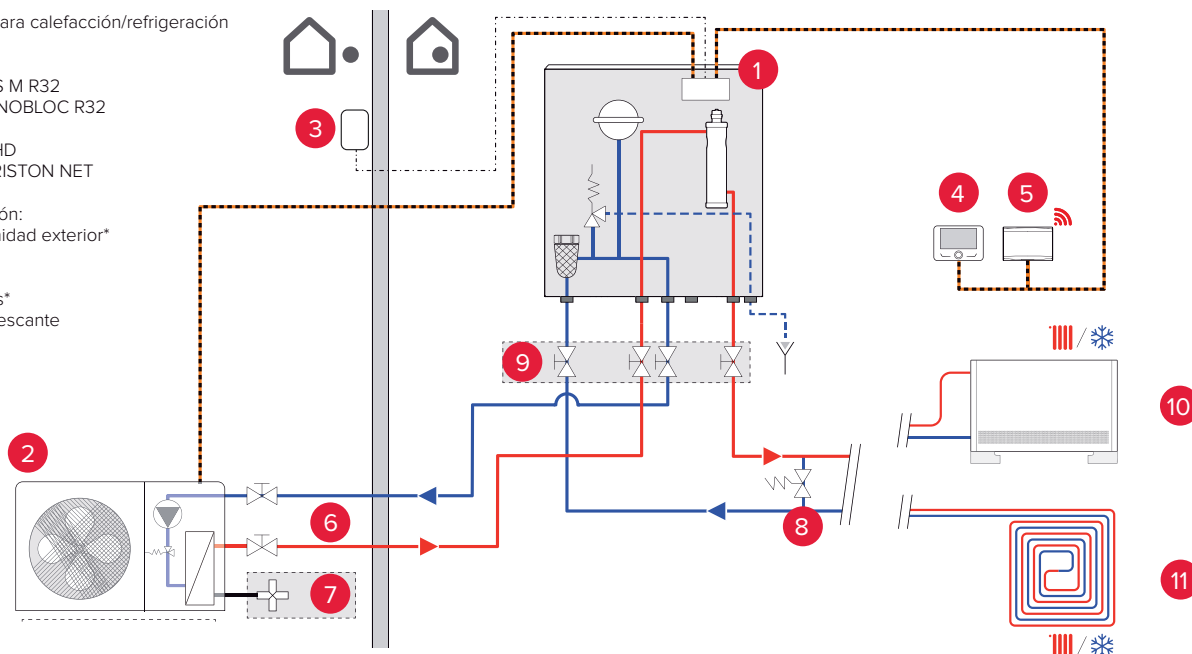 ara calefacción/refrigeración
S M R32
NOBLOC R32
HD
RISTON NET
ón:
nidad exterior*
s*
escante
1
2
3
4
5
6
7
8
9
10
11